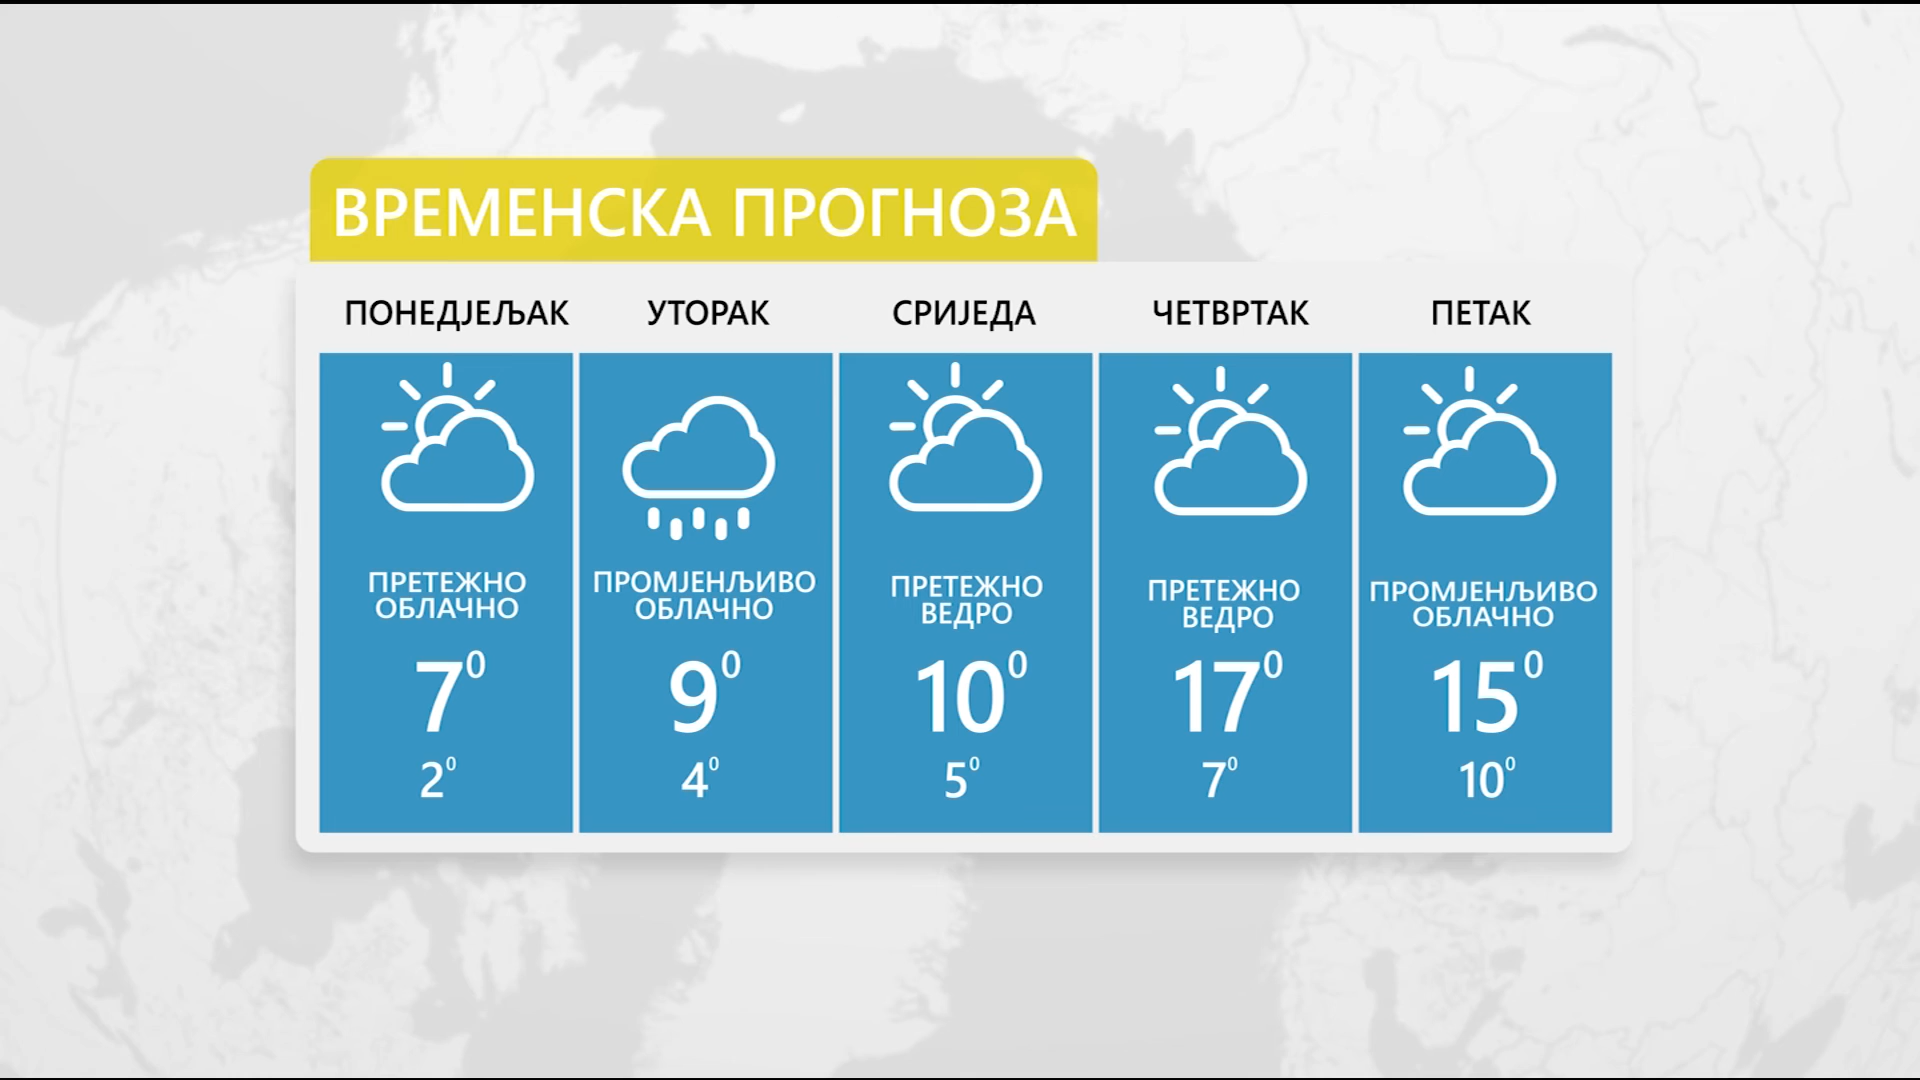 ВРЕМЕНСКА ПРОГНОЗА
ПОНЕДЈЕЉАК
УТОРАК
СРИЈЕДА
ЧЕТВРТАК
ПЕТАК
ПРЕТЕЖНО
ОБЛАЧНО
7⁰
2⁰
ПРОМЈЕНЉИВО
ОБЛАЧНО
9⁰
4⁰
ПРЕТЕЖНО
ВЕДРО
10⁰
5⁰
ПРЕТЕЖНО
ВЕДРО
17⁰
7⁰
ПРОМЈЕНЉИВО
ОБЛАЧНО
15⁰
10⁰